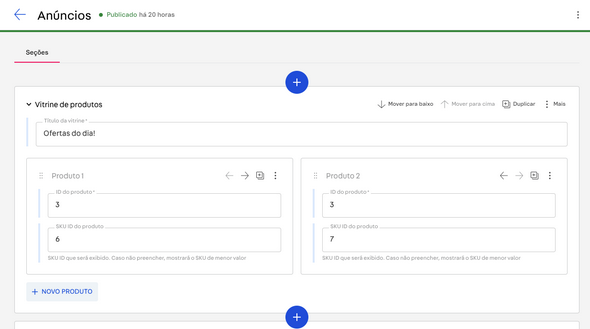 Anúncios
Publicado há 20 horas
Seções
Vitrine de produtos
Mover para baixo
Mover para cima
Duplicar
Mais
Título da vitrine *
Ofertas do dia!
Produto 1
Produto 2
ID do produto *
3
ID do produto *
3
SKU ID do produto
6
SKU ID do produto
7
SKU ID que será exibido. Caso não preencher, mostrará o SKU de menor valor
SKU ID que será exibido. Caso não preencher, mostrará o SKU de menor valor
+ NOVO PRODUTO